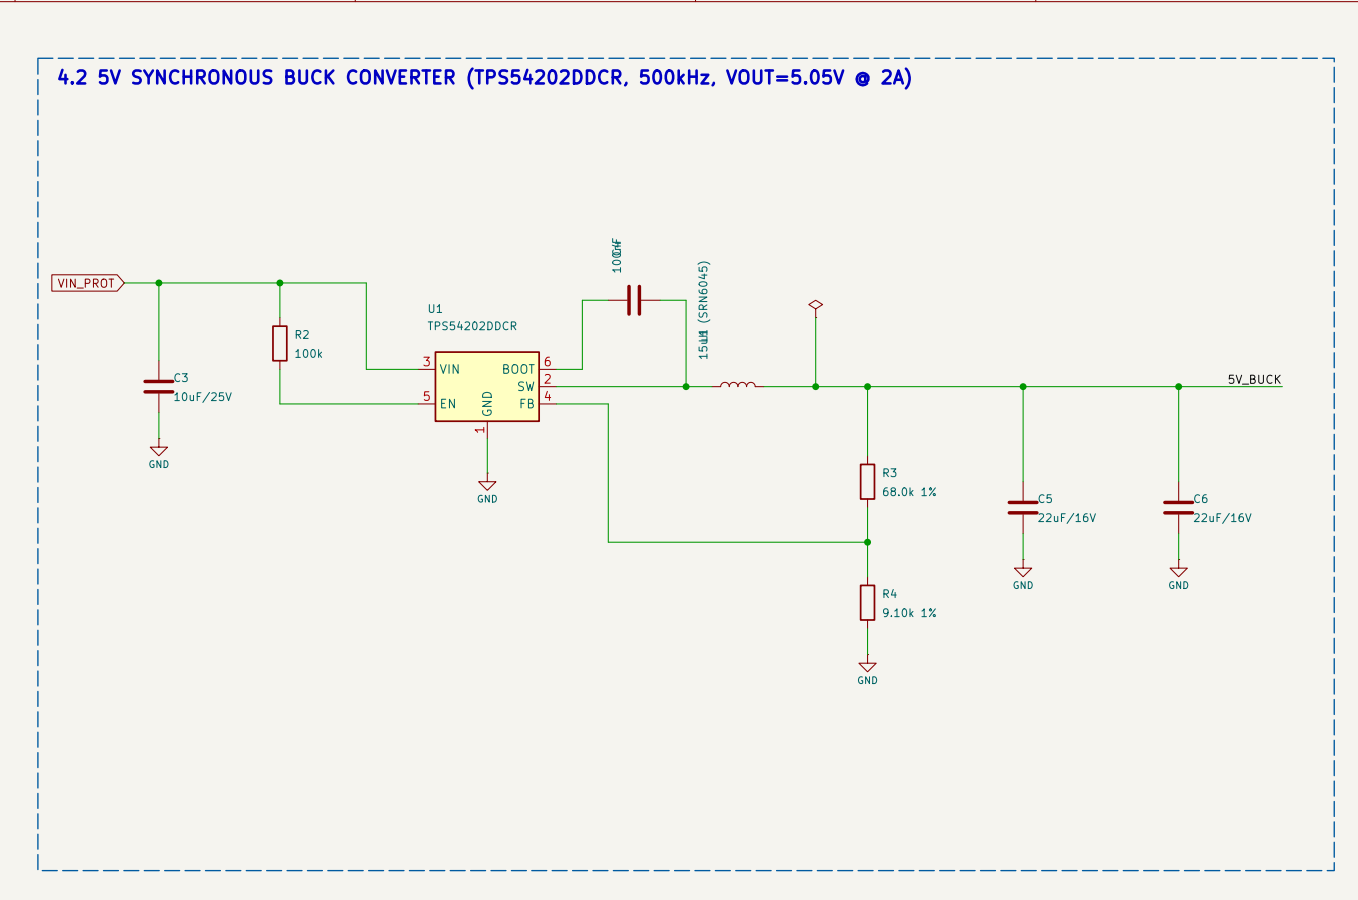 4.2 5V SYNCHRONOUS BUCK CONVERTER (TPS54202DDCR, 500kHz, VOUT=5.05V @ 2A)
VIN_PROT
C3
10uF/25V
GND
R2
100k
U1
TPS54202DDCR
3
VIN
5
EN
GND
1
BOOT
6
SW
2
FB
4
GND
(SRN6045)
R3
68.0k 1%
R4
9.10k 1%
GND
C5
22uF/16V
GND
5V_BUCK
C6
22uF/16V
GND